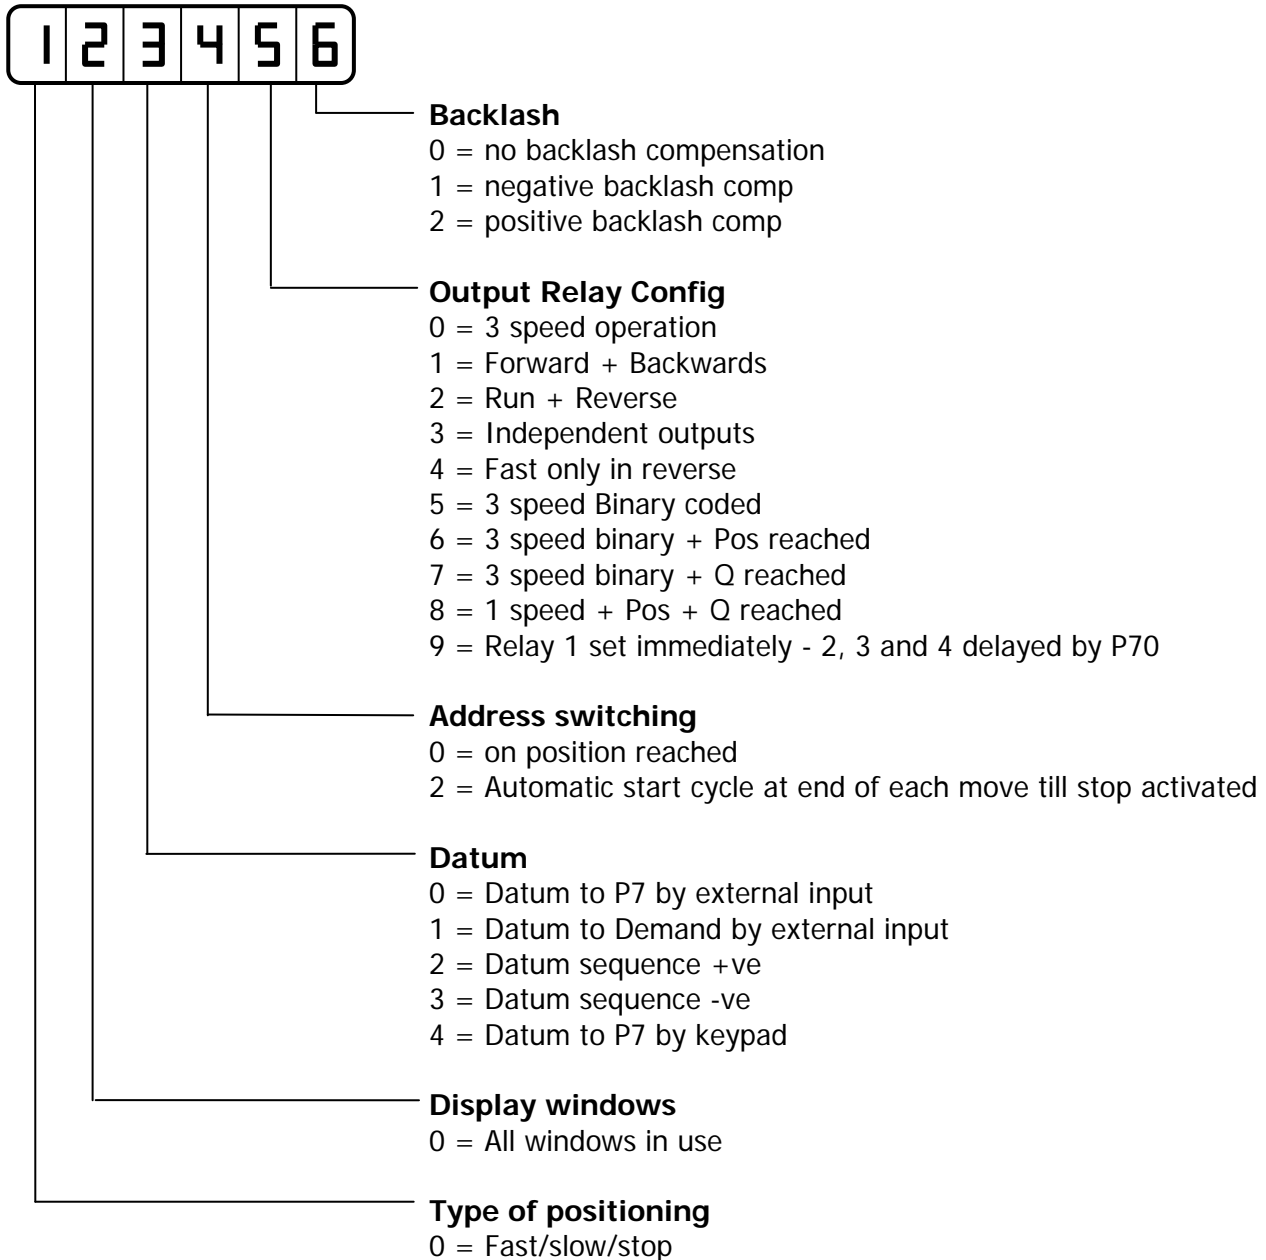 1 2 3 4 5 6
Backlash
0 = no backlash compensation
1 = negative backlash comp
2 = positive backlash comp
Output Relay Config
0 = 3 speed operation
1 = Forward + Backwards
2 = Run + Reverse
3 = Independent outputs
4 = Fast only in reverse
5 = 3 speed Binary coded
6 = 3 speed binary + Pos reached
7 = 3 speed binary + Q reached
8 = 1 speed + Pos + Q reached
9 = Relay 1 set immediately - 2, 3 and 4 delayed by P70
Address switching
0 = on position reached
2 = Automatic start cycle at end of each move till stop activated
Datum
0 = Datum to P7 by external input
1 = Datum to Demand by external input
2 = Datum sequence +ve
3 = Datum sequence -ve
4 = Datum to P7 by keypad
Display windows
0 = All windows in use
Type of positioning
0 = Fast/slow/stop